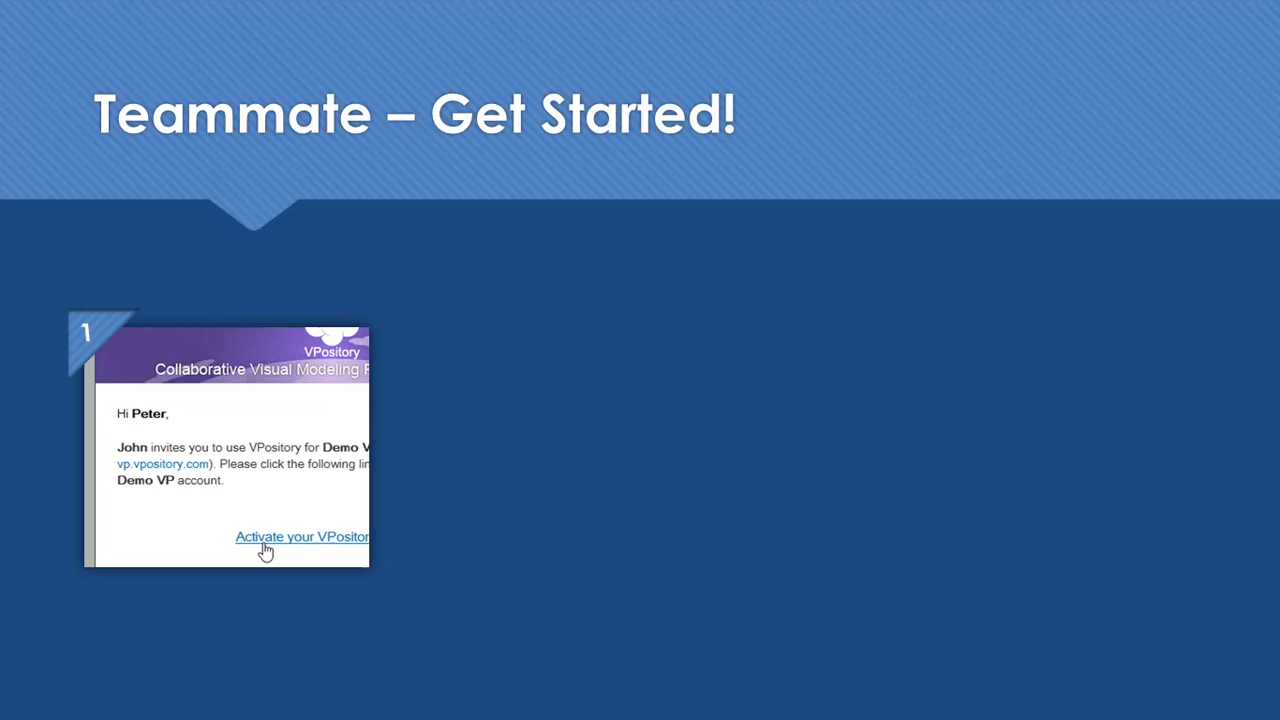 Teammate – Get Started!
1
VPository
Collaborative Visual Modeling
Hi Peter,
John invites you to use VPository for Demo
vp.vpository.com). Please click the following
Demo VP account.
Activate your